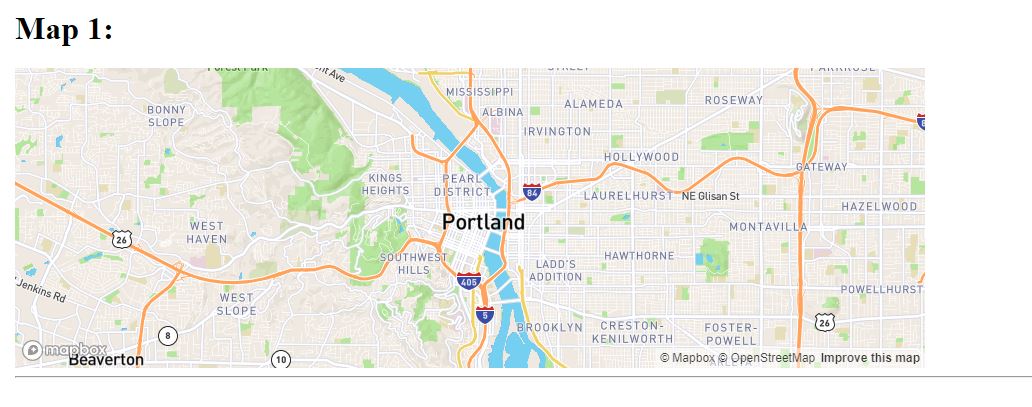 Map 1:
Forest Park
nt Ave
STREET
PARKROSE
MISSISSIPPI
ALBINA
ALAMEDA
ROSEWAY
BONNY
SLOPE
IRVINGTON
HOLLYWOOD
GATEWAY
KINGS
HEIGHTS
PEARL
DISTRICT
84
LAURELHURST
NE Glisan St
HAZELWOOD
Portland
WEST
HAVEN
26
MONTAVILLA
SOUTHWEST
HILLS
HAWTHORNE
LADD'S
ADDITION
405
Jenkins Rd
WEST
SLOPE
POWELLHURST
5
8
BROOKLYN
CRESTON-
KENILWORTH
FOSTER-
POWELL
26
mapbox
Beaverton
10
© Mapbox © OpenStreetMap Improve this map